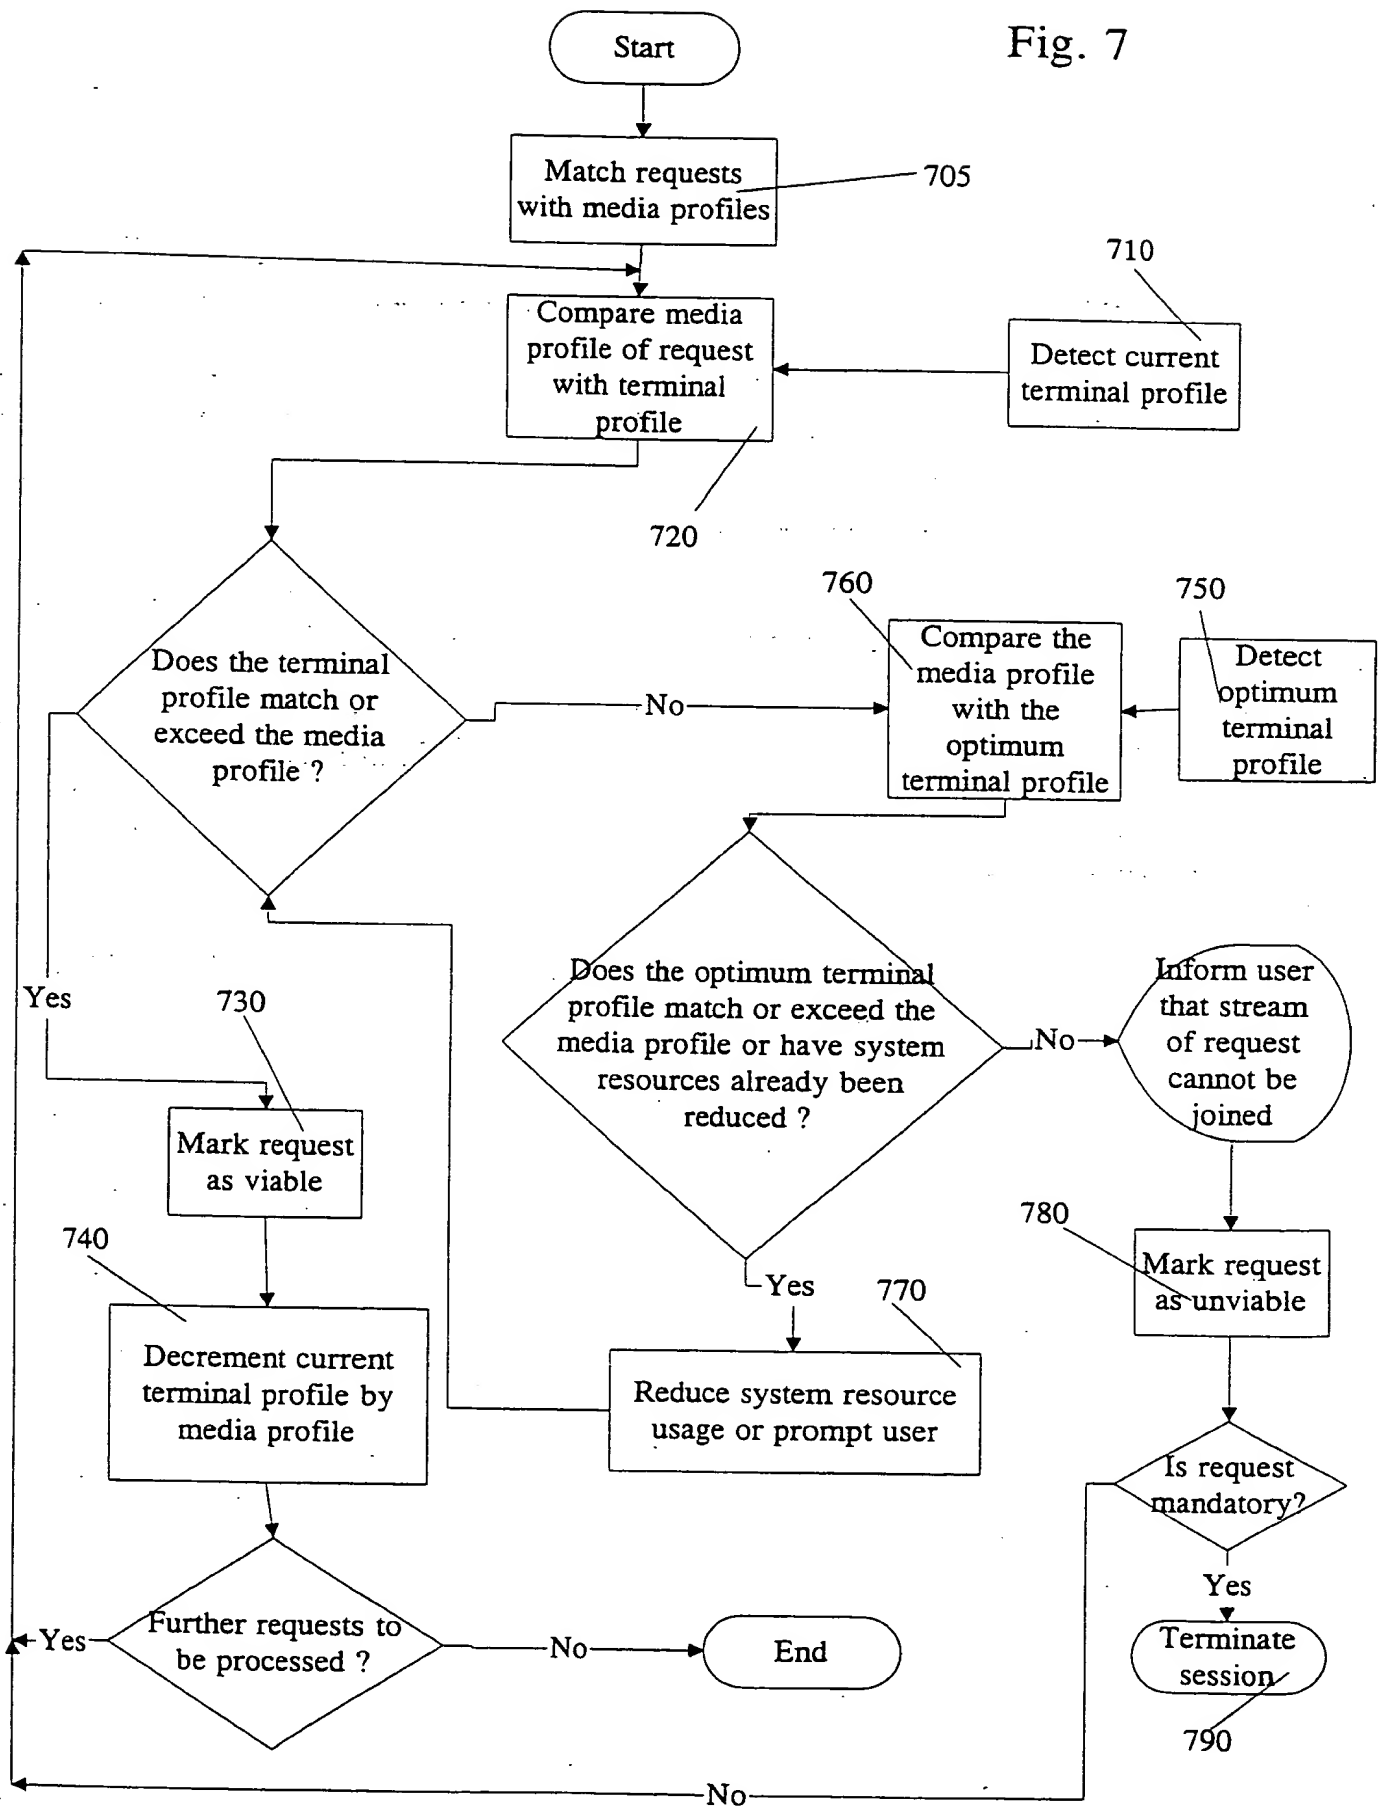 Start
Fig. 7
Match requests
with media profiles
705
710
Compare media
profile of request
with terminal
profile
Detect current
terminal profile
720
760
750
Does the terminal
profile match or
exceed the media
profile ?
No
Compare the
media profile
with the
optimum
terminal profile
Detect
optimum
terminal
profile
Yes
730
Does the optimum terminal
profile match or exceed the
media profile or have system
resources already been
reduced ?
No
Inform user
that stream
of request
cannot be
joined
Mark request
as viable
740
780
Mark request
as unviable
Yes
770
Decrement current
terminal profile by
media profile
Reduce system resource
usage or prompt user
Is request
mandatory?
Yes
Yes
Further requests to
be processed ?
No
End
Terminate
session
790
No